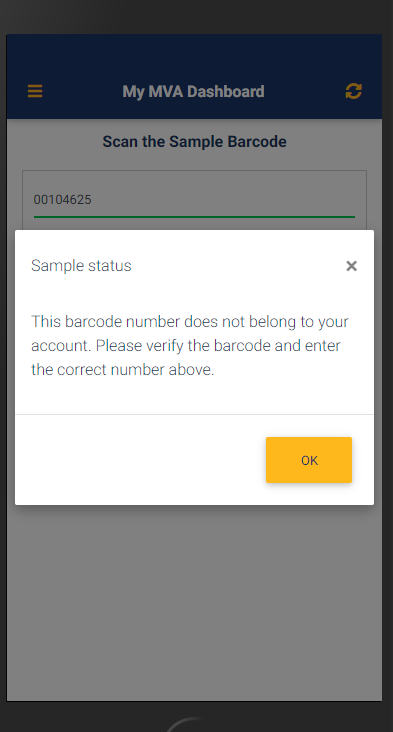 My MVA Dashboard
Scan the Sample Barcode
00104625
Sample status
×
This barcode number does not belong to your
account. Please verify the barcode and enter
the correct number above.
OK